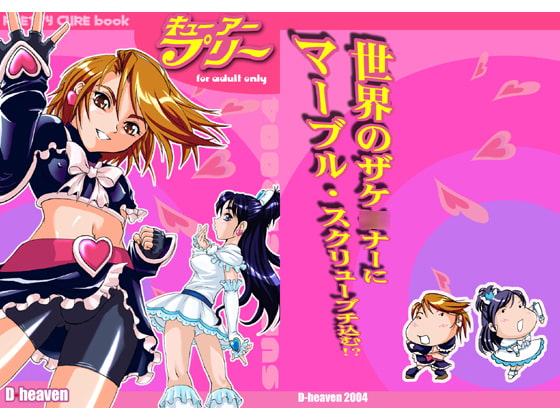 PRETTY CURE book
キューアー
プリー
for adult only
D-heaven
世界のザケ ナーに
マーブル・スクリューブチ込む!?
D-heaven 2004